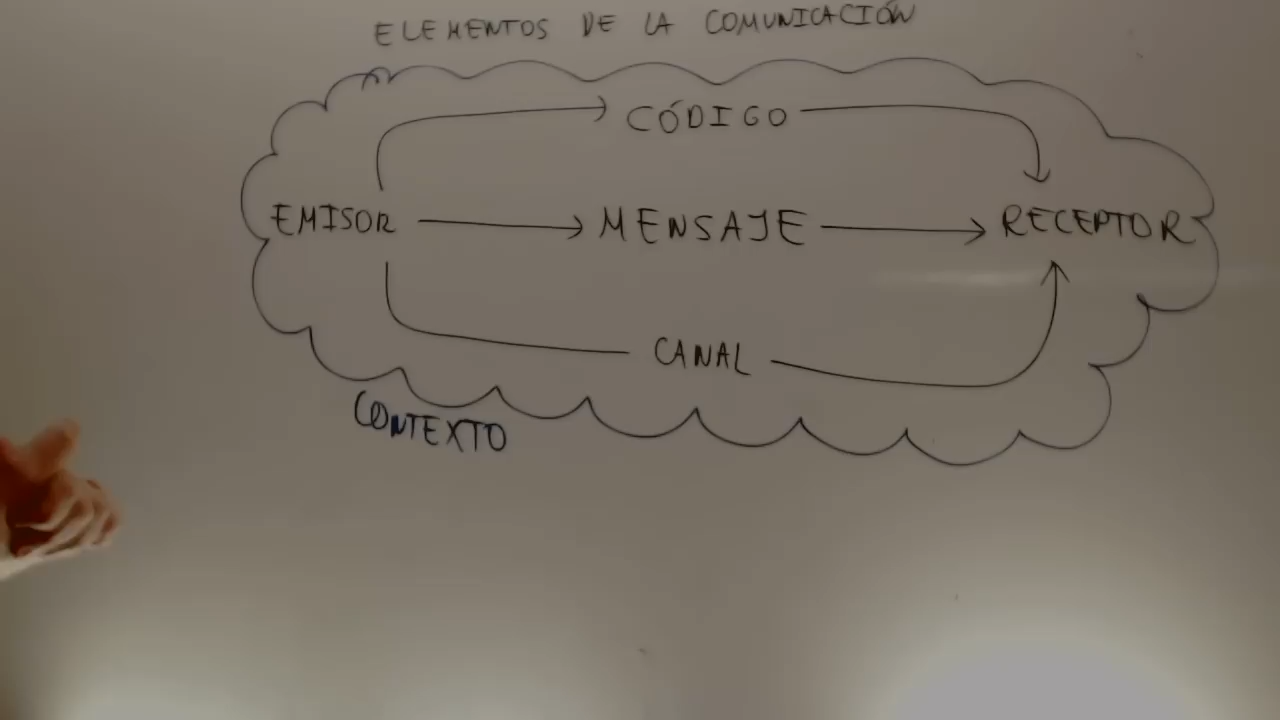 ELEMENTOS DE LA COMUNICACIÓN
CÓDIGO
EMISOR MENSAJE RECEPTOR
CANAL
CONTEXTO